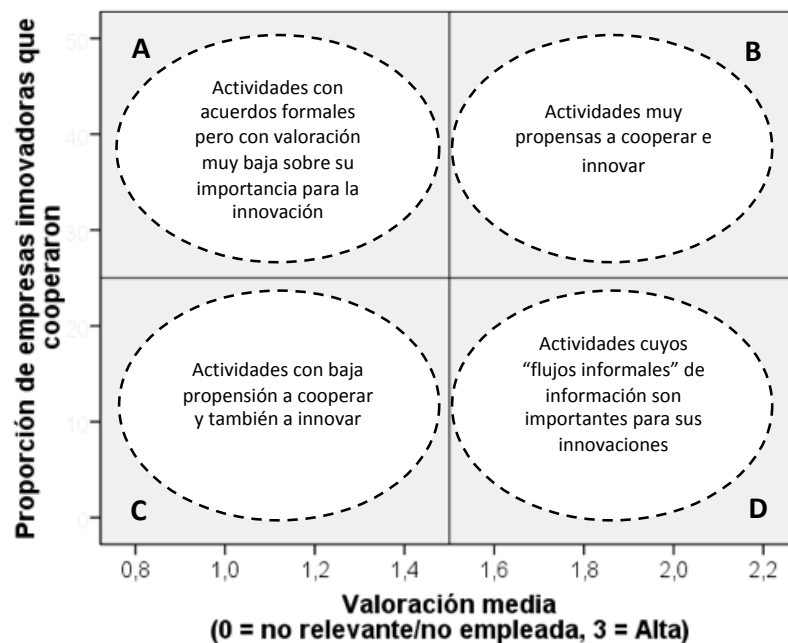 Proporción de empresas innovadoras que
cooperaron
50
40
30
20
10
0
A
Actividades con
acuerdos formales
pero con valoración
muy baja sobre su
importancia para la
innovación
B
Actividades muy
propensas a cooperar e
innovar
Actividades con baja
propensión a cooperar
y también a innovar
C
Actividades cuyos
“flujos informales” de
información son
importantes para sus
innovaciones
D
0,8 1,0 1,2 1,4 1,6 1,8 2,0 2,2
Valoración media
(0 = no relevante/no empleada, 3 = Alta)